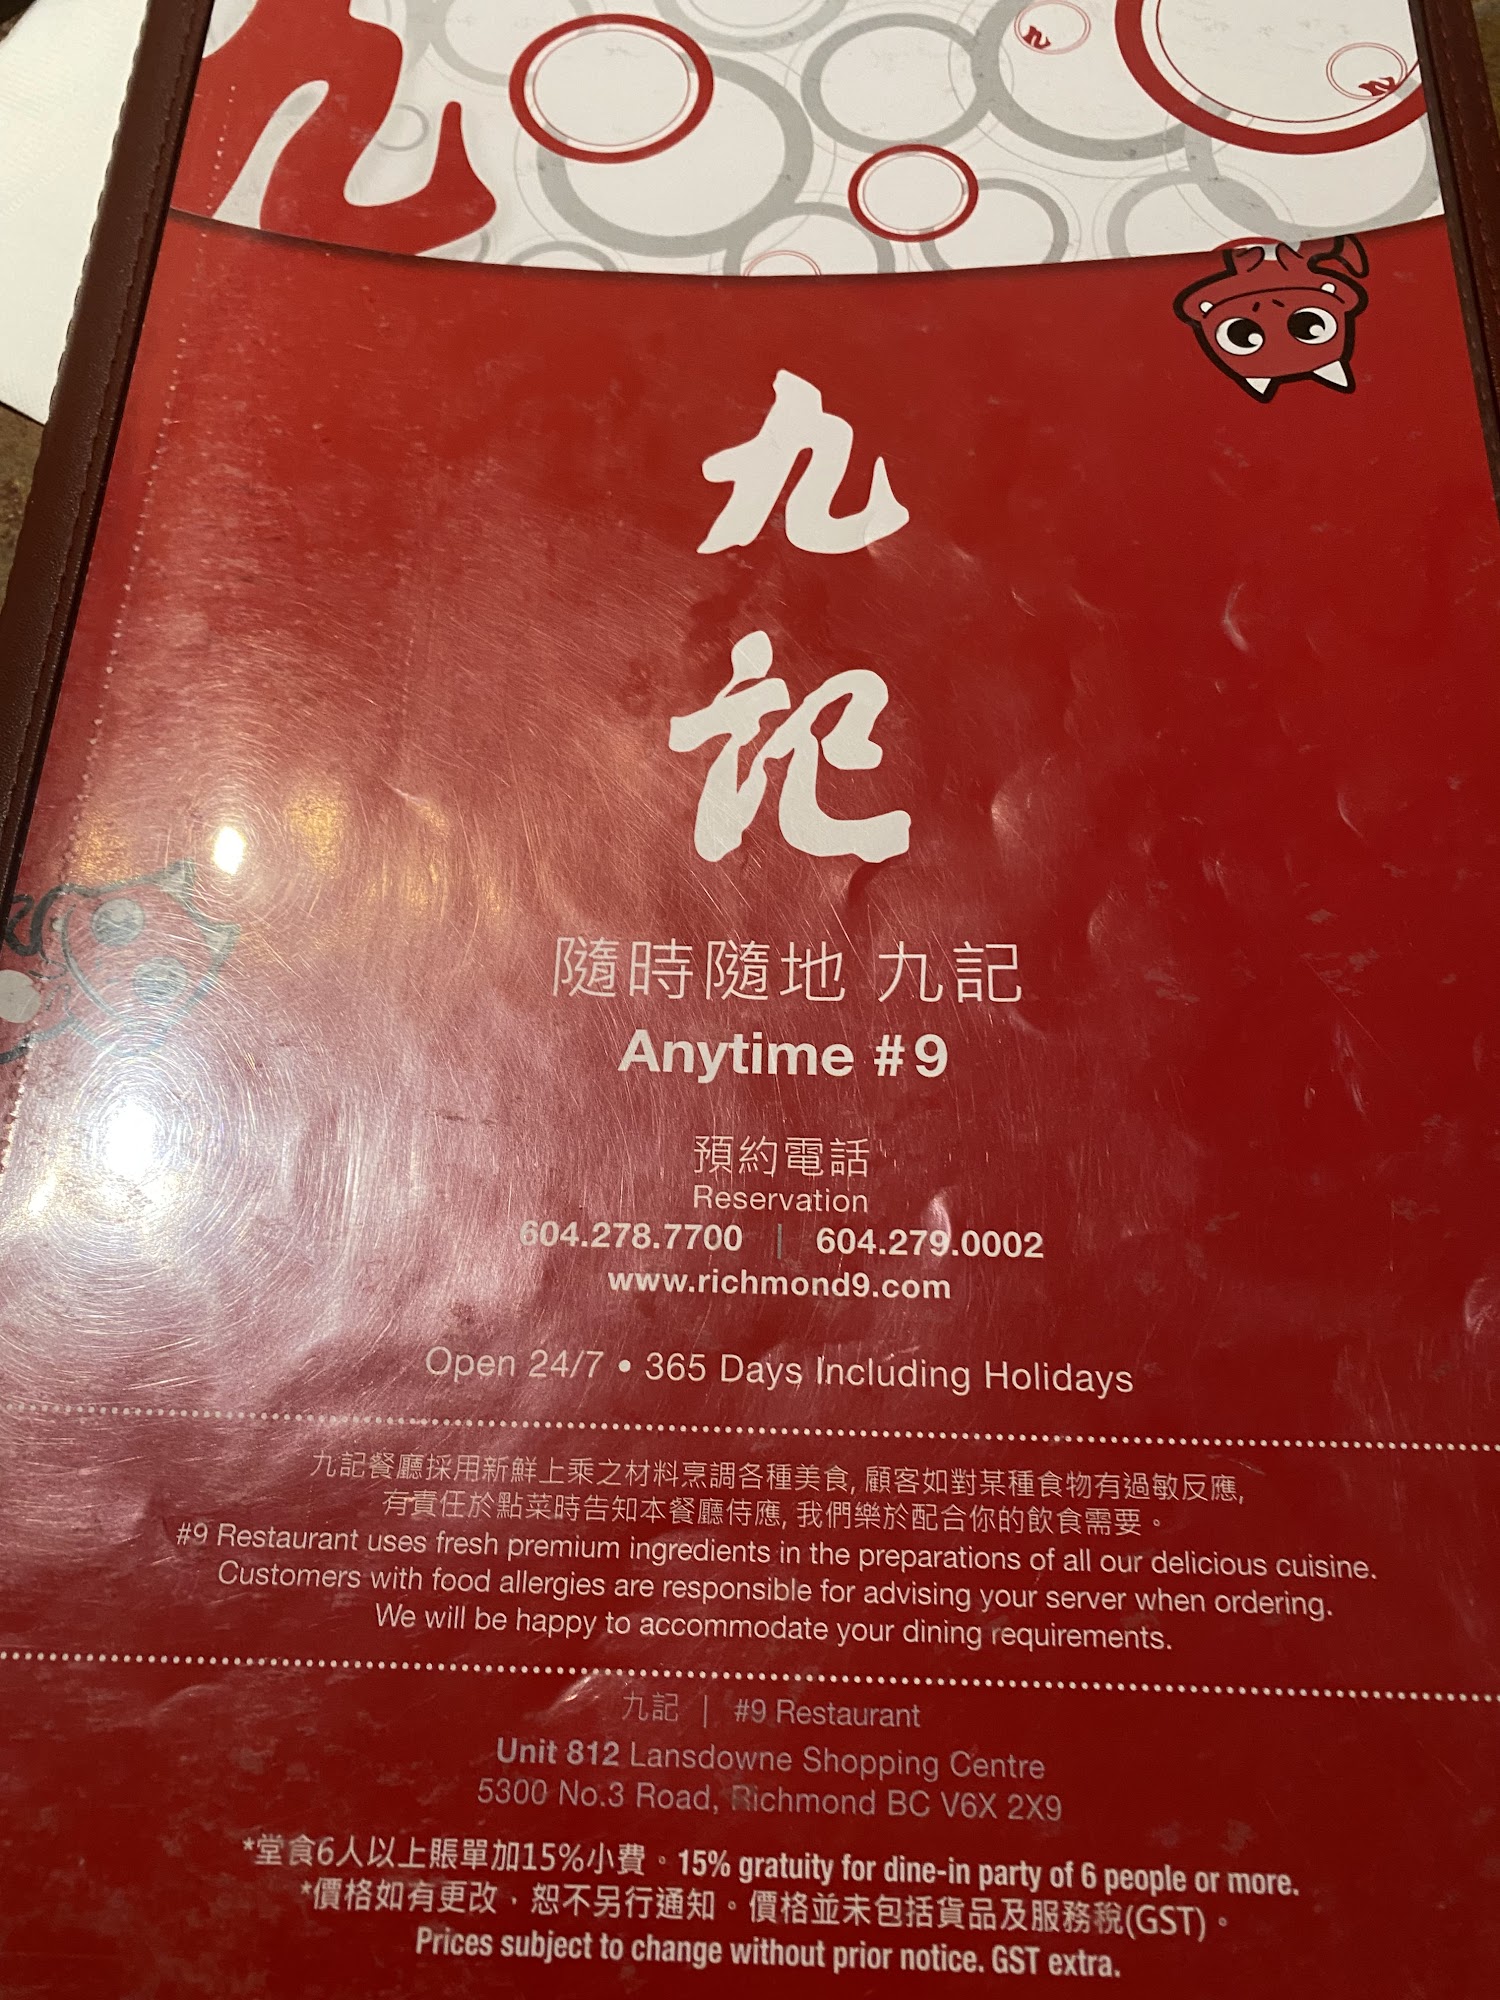 九
九
九
九
記
隨時隨地 九記
Anytime #9
預約電話
Reservation
604.278.7700 | 604.279.0002
www.richmond9.com
Open 24/7 • 365 Days Including Holidays
九記餐廳採用新鮮上乘之材料烹調各種美食, 顧客如對某種食物有過敏反應,
有責任於點菜時告知本餐廳侍應, 我們樂於配合你的飲食需要。
#9 Restaurant uses fresh premium ingredients in the preparations of all our delicious cuisine.
Customers with food allergies are responsible for advising your server when ordering.
We will be happy to accommodate your dining requirements.
九記 | #9 Restaurant
Unit 812 Lansdowne Shopping Centre
5300 No.3 Road, Richmond BC V6X 2X9
*堂食6人以上賬單加15%小費。15% gratuity for dine-in party of 6 people or more.
*價格如有更改，恕不另行通知。價格並未包括貨品及服務稅(GST)。
Prices subject to change without prior notice. GST extra.